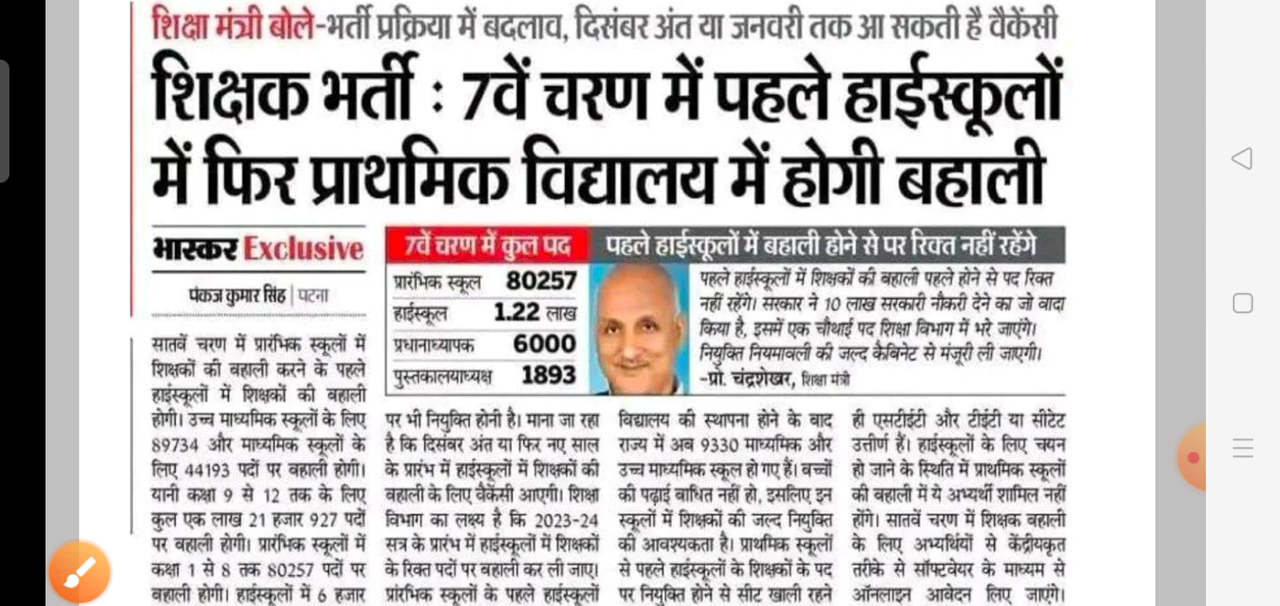 शिक्षा मंत्री बोले-भर्ती प्रक्रिया में बदलाव, दिसंबर अंत या जनवरी तक आ सकती है वैकेंसी
शिक्षक भर्ती : 7वें चरण में पहले हाईस्कूलों
में फिर प्राथमिक विद्यालय में होगी बहाली
भास्कर Exclusive
पंकज कुमार सिंह | पटना
सातवें चरण में प्रारंभिक स्कूलों में
शिक्षकों की बहाली करने के पहले
हाईस्कूलों में शिक्षकों की बहाली
होगी। उच्च माध्यमिक स्कूलों के लिए
89734 और माध्यमिक स्कूलों के
लिए 44193 पदों पर बहाली होगी।
यानी कक्षा 9 से 12 तक के लिए
कुल एक लाख 21 हजार 927 पदों
पर बहाली होगी। प्रारंभिक स्कूलों में
कक्षा 1 से 8 तक 80257 पदों पर
बहाली होगी। हाईस्कूलों में 6 हजार
7वें चरण में कुल पद
प्रारंभिक स्कूल 80257
हाईस्कूल 1.22 लाख
प्रधानाध्यापक 6000
पुस्तकालयाध्यक्ष 1893
पहले हाईस्कूलों में बहाली होने से पर रिक्त नहीं रहेंगे
पहले हाईस्कूलों में शिक्षकों की बहाली पहले होने से पद रिक्त
नहीं रहेंगे। सरकार ने 10 लाख सरकारी नौकरी देने का जो वादा
किया है, इसमें एक चौथाई पद शिक्षा विभाग में भरे जाएंगे।
नियुक्ति नियमावली की जल्द कैबिनेट से मंजूरी ली जाएगी।
-प्रो. चंद्रशेखर, शिक्षा मंत्री
पर भी नियुक्ति होनी है। माना जा रहा
है कि दिसंबर अंत या फिर नए साल
के प्रारंभ में हाईस्कूलों में शिक्षकों की
बहाली के लिए वैकेंसी आएगी। शिक्षा
विभाग का लक्ष्य है कि 2023-24
सत्र के प्रारंभ में हाईस्कूलों में शिक्षकों
के रिक्त पदों पर बहाली कर ली जाए।
प्रांरभिक स्कूलों के पहले हाईस्कूलों
विद्यालय की स्थापना होने के बाद
राज्य में अब 9330 माध्यमिक और
उच्च माध्यमिक स्कूल हो गए हैं। बच्चों
की पढ़ाई बाधित नहीं हो, इसलिए इन
स्कूलों में शिक्षकों की जल्द नियुक्ति
की आवश्यकता है। प्राथमिक स्कूलों
से पहले हाईस्कूलों के शिक्षकों के पद
पर नियुक्ति होने से सीट खाली रहने
ही एसटीईटी और टीईटी या सीटेट
उत्तीर्ण हैं। हाईस्कूलों के लिए चयन
हो जाने के स्थिति में प्राथमिक स्कूलों
की बहाली में ये अभ्यर्थी शामिल नहीं
होंगे। सातवें चरण में शिक्षक बहाली
के लिए अभ्यर्थियों से केंद्रीयकृत
तरीके से सॉफ्टवेयर के माध्यम से
ऑनलाइन आवेदन लिए जाएंगे।